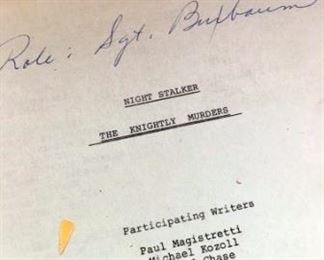 Role: Sgt. Buxbaum
NIGHT STALKER
THE KNIGHTLY MURDERS
Participating Writers
Paul Magistretti
Michael Kozoll
Chase